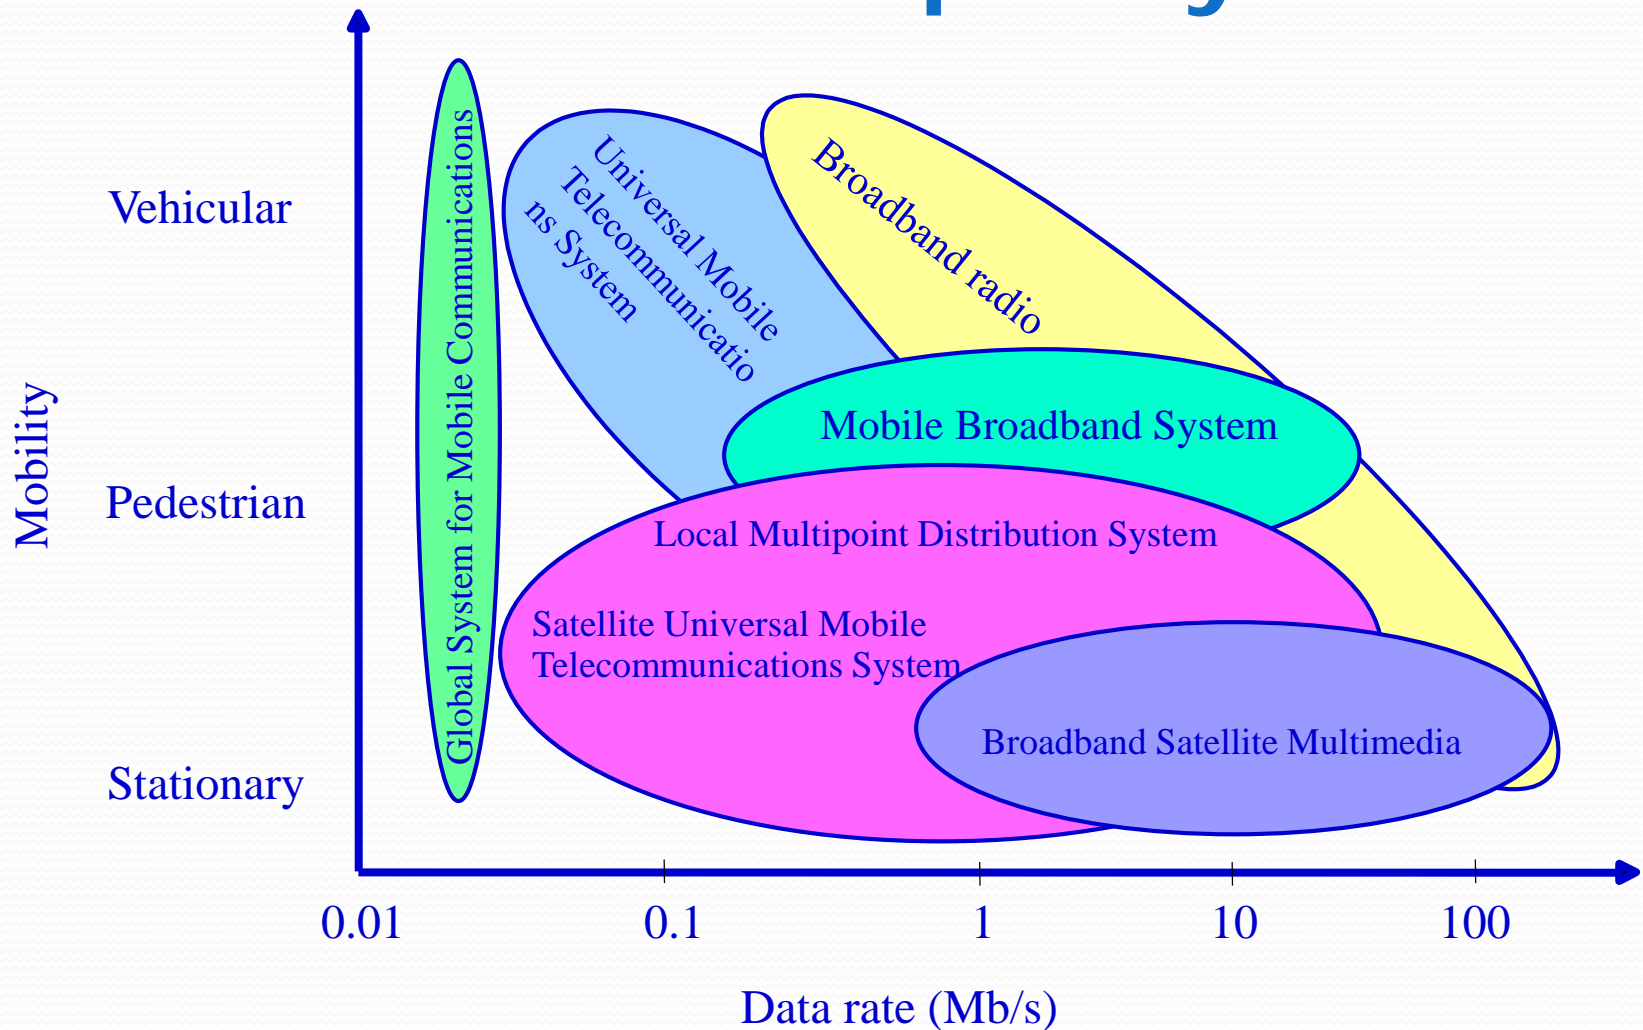 Vehicular
Pedestrian
Stationary
Mobility
Global System for Mobile Communications
Universal Mobile
Telecommunicatio
ns System
Broadband radio
Mobile Broadband System
Local Multipoint Distribution System
Satellite Universal Mobile
Telecommunications System
Broadband Satellite Multimedia
0.01
0.1
1
10
100
Data rate (Mb/s)